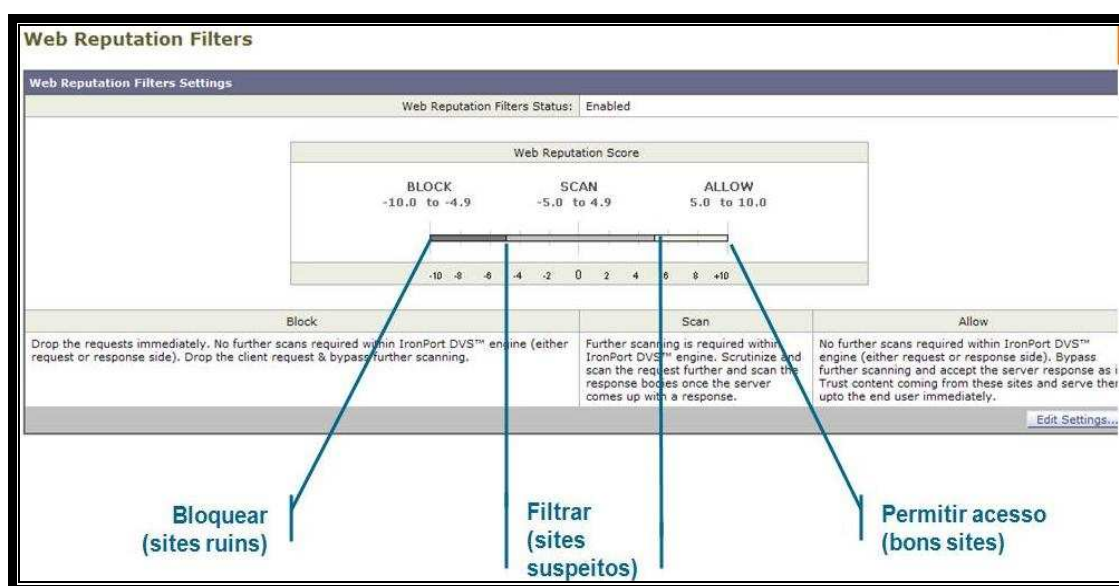 Web Reputation Filters
Web Reputation Filters Settings
Web Reputation Filters Status: Enabled
Web Reputation Score
BLOCK SCAN ALLOW
-10.0 to -4.9 -5.0 to 4.9 5.0 to 10.0
-10 -8 -6 -4 -2 0 2 4 6 8 +10
Block
Drop the requests immediately. No further scans required within IronPort DVS™ engine (either
request or response side). Drop the client request & bypass further scanning.
Scan
Further scanning is required within
IronPort DVS™ engine. Scrutinize and
scan the request further and scan the
response bodies once the server
comes up with a response.
Allow
No further scans required within IronPort DVS™
engine (either request or response side). Bypass
further scanning and accept the server response as
Trust content coming from these sites and serve
upto the end user immediately.
Edit Settings...
Bloquear
(sites ruins)
Filtrar
(sites
suspeitos)
Permitir acesso
(bons sites)